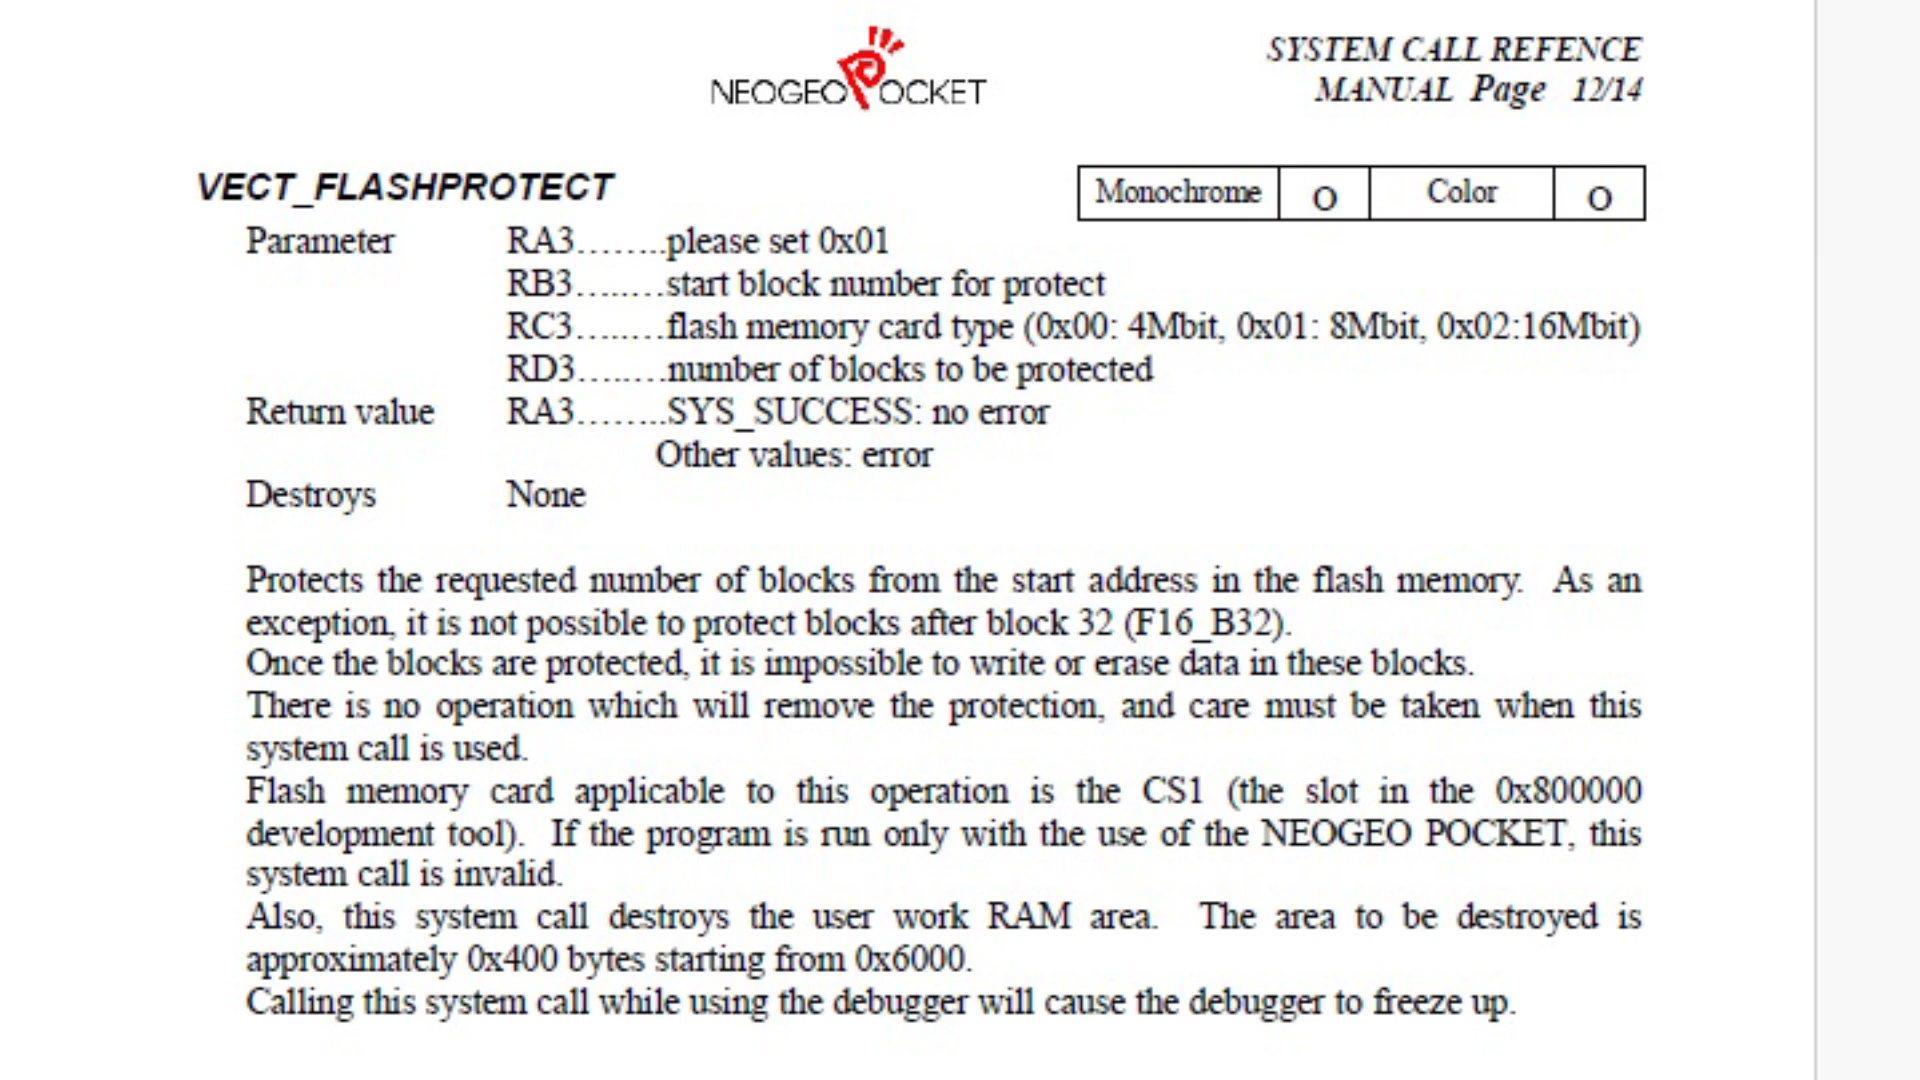 NEOGEO POCKET
SYSTEM CALL REFENCE
MANUAL Page 12/14
VECT_FLASHPROTECT
Monochrome O Color O
Parameter RA3........please set 0x01
RB3........start block number for protect
RC3........flash memory card type (0x00: 4Mbit, 0x01: 8Mbit, 0x02:16Mbit)
RD3........number of blocks to be protected
Return value RA3........SYS_SUCCESS: no error
Other values: error
Destroys None
Protects the requested number of blocks from the start address in the flash memory. As an
exception, it is not possible to protect blocks after block 32 (F16_B32).
Once the blocks are protected, it is impossible to write or erase data in these blocks.
There is no operation which will remove the protection, and care must be taken when this
system call is used.
Flash memory card applicable to this operation is the CS1 (the slot in the 0x800000
development tool). If the program is run only with the use of the NEOGEO POCKET, this
system call is invalid.
Also, this system call destroys the user work RAM area. The area to be destroyed is
approximately 0x400 bytes starting from 0x6000.
Calling this system call while using the debugger will cause the debugger to freeze up.